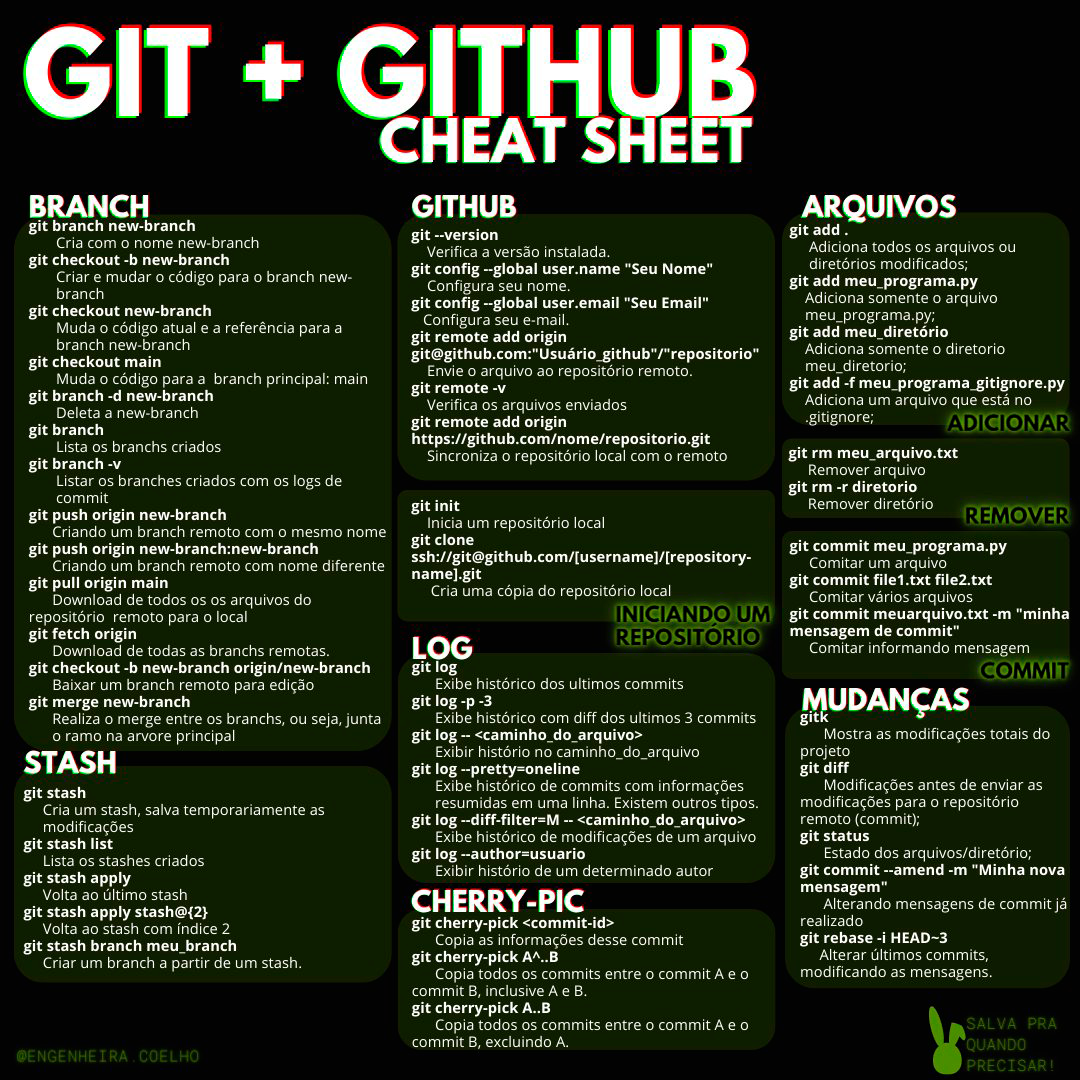 GIT + GITHUB
CHEAT SHEET
BRANCH
git branch new-branch
Cria com o nome new-branch
git checkout -b new-branch
Criar e mudar o código para o branch new-
branch
git checkout new-branch
Muda o código atual e a referência para a
branch new-branch
git checkout main
Muda o código para a branch principal: main
git branch -d new-branch
Deleta a new-branch
git branch
Lista os branchs criados
git branch -v
Listar os branches criados com os logs de
commit
git push origin new-branch
Criando um branch remoto com o mesmo nome
git push origin new-branch:new-branch
Criando um branch remoto com nome diferente
git pull origin main
Download de todos os os arquivos do
repositório remoto para o local
git fetch origin
Download de todas as branchs remotas.
git checkout -b new-branch origin/new-branch
Baixar um branch remoto para edição
git merge new-branch
Realiza o merge entre os branchs, ou seja, junta
o ramo na arvore principal
STASH
git stash
Cria um stash, salva temporariamente as
modificações
git stash list
Lista os stashes criados
git stash apply
Volta ao último stash
git stash apply stash@{2}
Volta ao stash com índice 2
git stash branch meu_branch
Criar um branch a partir de um stash.
@ENGENHEIRA.COELHO
GITHUB
git --version
Verifica a versão instalada.
git config --global user.name "Seu Nome"
Configura seu nome.
git config --global user.email "Seu Email"
Configura seu e-mail.
git remote add origin
git@github.com:"Usuário_github"/"repositorio"
Envie o arquivo ao repositório remoto.
git remote -v
Verifica os arquivos enviados
git remote add origin
https://github.com/nome/repositorio.git
Sincroniza o repositório local com o remoto
git init
Inicia um repositório local
git clone
ssh://git@github.com/[username]/[repository-
name].git
Cria uma cópia do repositório local
INICIANDO UM
REPOSITÓRIO
LOG
git log
Exibe histórico dos ultimos commits
git log -p -3
Exibe histórico com diff dos ultimos 3 commits
git log -- <caminho_do_arquivo>
Exibir histório no caminho_do_arquivo
git log --pretty=oneline
Exibe histórico de commits com informações
resumidas em uma linha. Existem outros tipos.
git log --diff-filter=M -- <caminho_do_arquivo>
Exibe histórico de modificações de um arquivo
git log --author=usuario
Exibir histório de um determinado autor
CHERRY-PIC
git cherry-pick <commit-id>
Copia as informações desse commit
git cherry-pick A^..B
Copia todos os commits entre o commit A e o
commit B, inclusive A e B.
git cherry-pick A..B
Copia todos os commits entre o commit A e o
commit B, excluindo A.
ARQUIVOS
git add .
Adiciona todos os arquivos ou
diretórios modificados;
git add meu_programa.py
Adiciona somente o arquivo
meu_programa.py;
git add meu_diretório
Adiciona somente o diretorio
meu_diretorio;
git add -f meu_programa_gitignore.py
Adiciona um arquivo que está no
.gitignore;
ADICIONAR
git rm meu_arquivo.txt
Remover arquivo
git rm -r diretorio
Remover diretório
REMOVER
git commit meu_programa.py
Comitar um arquivo
git commit file1.txt file2.txt
Comitar vários arquivos
git commit meuarquivo.txt -m "minha
mensagem de commit"
Comitar informando mensagem
COMMIT
MUDANÇAS
gitk
Mostra as modificações totais do
projeto
git diff
Modificações antes de enviar as
modificações para o repositório
remoto (commit);
git status
Estado dos arquivos/diretório;
git commit --amend -m "Minha nova
mensagem"
Alterando mensagens de commit já
realizado
git rebase -i HEAD~3
Alterar últimos commits,
modificando as mensagens.
SALVA PRA
QUANDO
PRECISAR!